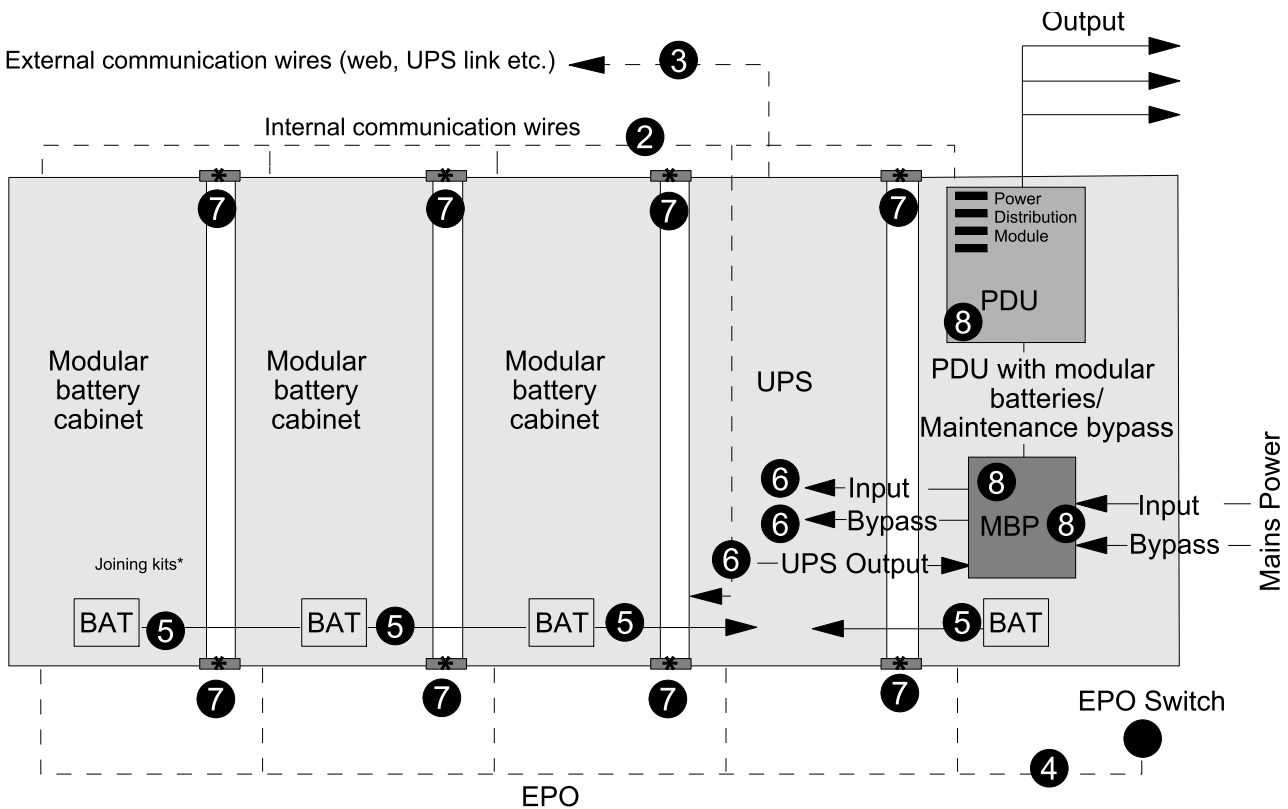 Output
External communication wires (web, UPS link etc.)
3
Internal communication wires
2
*
*
*
*
7
7
7
7
Power
Distribution
Module
PDU
8
Modular
battery
cabinet
Modular
battery
cabinet
Modular
battery
cabinet
UPS
PDU with modular
batteries/
Maintenance bypass
6
Input
8
6
Bypass
MBP
8
Input
Bypass
Mains Power
6
UPS Output
Joining kits*
BAT
5
BAT
5
BAT
5
5
BAT
*
*
*
*
7
7
7
7
EPO Switch
4
EPO